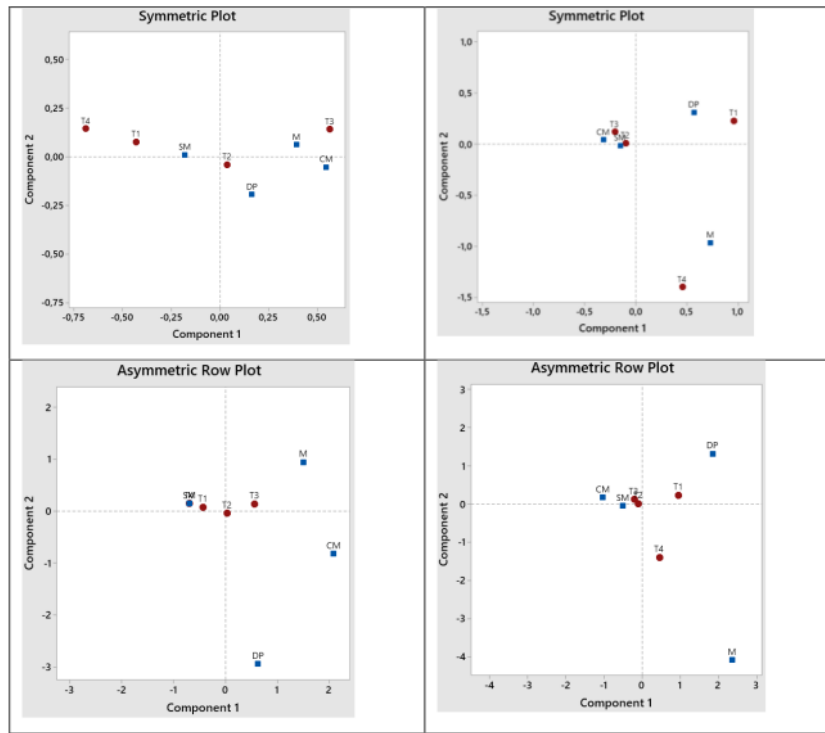 Symmetric Plot
0,50
0,25
0,00
-0,25
-0,50
-0,75
Component 2
T4
T1
SM
T2
DP
M
T3
CM
-0,75 -0,50 -0,25 0,00 0,25 0,50
Component 1
Symmetric Plot
1,0
0,5
0,0
-0,5
-1,0
-1,5
Component 2
DP
T1
T3
CM
SM
M
T4
-1,5 -1,0 -0,5 0,0 0,5 1,0
Component 1
Asymmetric Row Plot
2
1
0
-1
-2
-3
Component 2
M
T1
T2
T3
CM
DP
-3 -2 -1 0 1 2
Component 1
Asymmetric Row Plot
3
2
1
0
-1
-2
-3
-4
Component 2
DP
CM
SM
T1
T4
M
-4 -3 -2 -1 0 1 2 3
Component 1